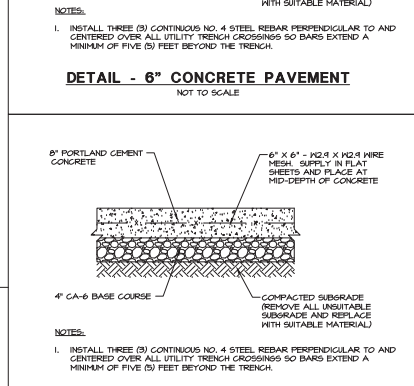 WITH SUITABLE MATERIAL)
NOTES:
1. INSTALL THREE (3) CONTINUOUS NO. 4 STEEL REBAR PERPENDICULAR TO AND
CENTERED OVER ALL UTILITY TRENCH CROSSINGS SO BARS EXTEND A
MINIMUM OF FIVE (5) FEET BEYOND THE TRENCH.
DETAIL - 6" CONCRETE PAVEMENT
NOT TO SCALE
8" PORTLAND CEMENT
CONCRETE
6" X 6" - W2.9 X W2.9 WIRE
MESH. SUPPLY IN FLAT
SHEETS AND PLACE AT
MID-DEPTH OF CONCRETE
4" CA-6 BASE COURSE
COMPACTED SUBGRADE
(REMOVE ALL UNSUITABLE
SUBGRADE AND REPLACE
WITH SUITABLE MATERIAL)
NOTES:
1. INSTALL THREE (3) CONTINUOUS NO. 4 STEEL REBAR PERPENDICULAR TO AND
CENTERED OVER ALL UTILITY TRENCH CROSSINGS SO BARS EXTEND A
MINIMUM OF FIVE (5) FEET BEYOND THE TRENCH.